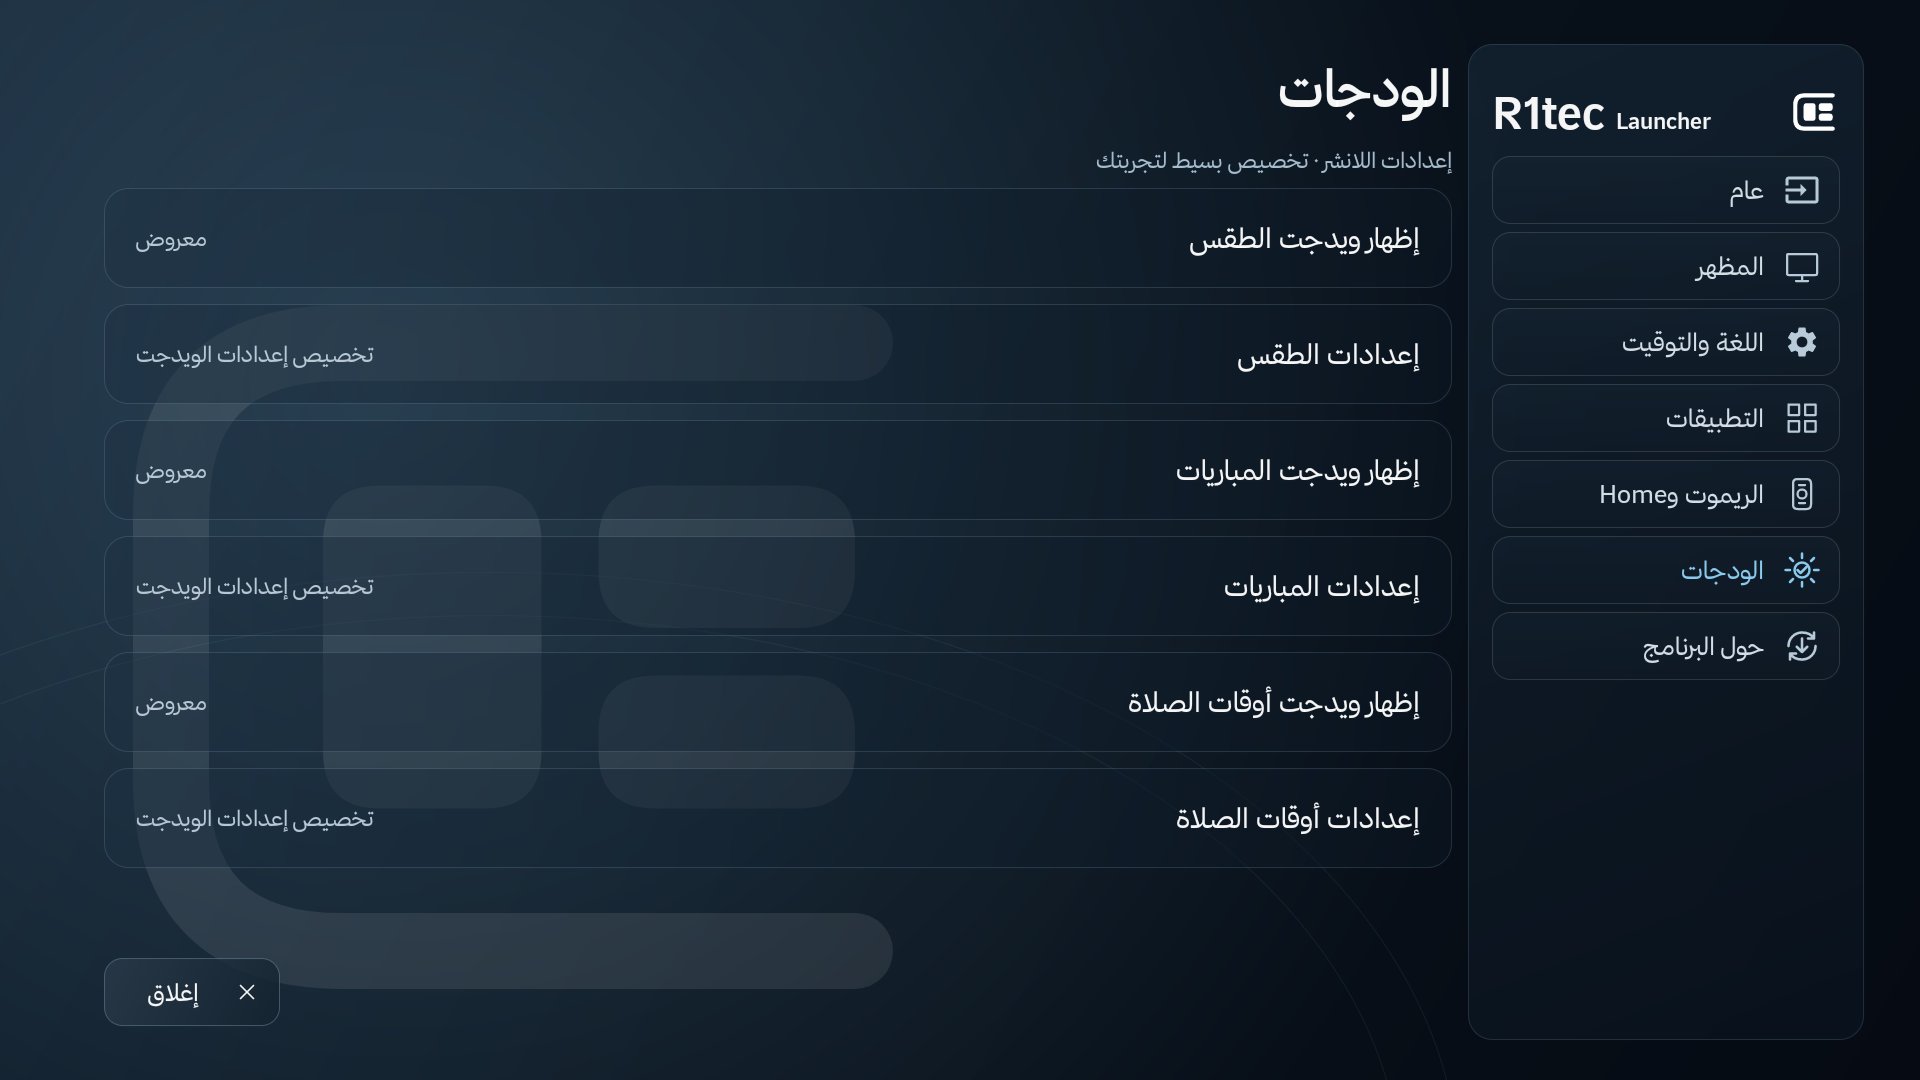 R1tec Launcher
عام
المظهر
اللغة والتوقيت
التطبيقات
الريموت وHome
الودجات
حول البرنامج
الودجات
إعدادات اللانشر · تخصيص بسيط لتجربتك
إظهار ويدجت الطقس
معروض
إعدادات الطقس
تخصيص إعدادات الويدجت
إظهار ويدجت المباريات
معروض
إعدادات المباريات
تخصيص إعدادات الويدجت
إظهار ويدجت أوقات الصلاة
معروض
إعدادات أوقات الصلاة
تخصيص إعدادات الويدجت
إغلاق